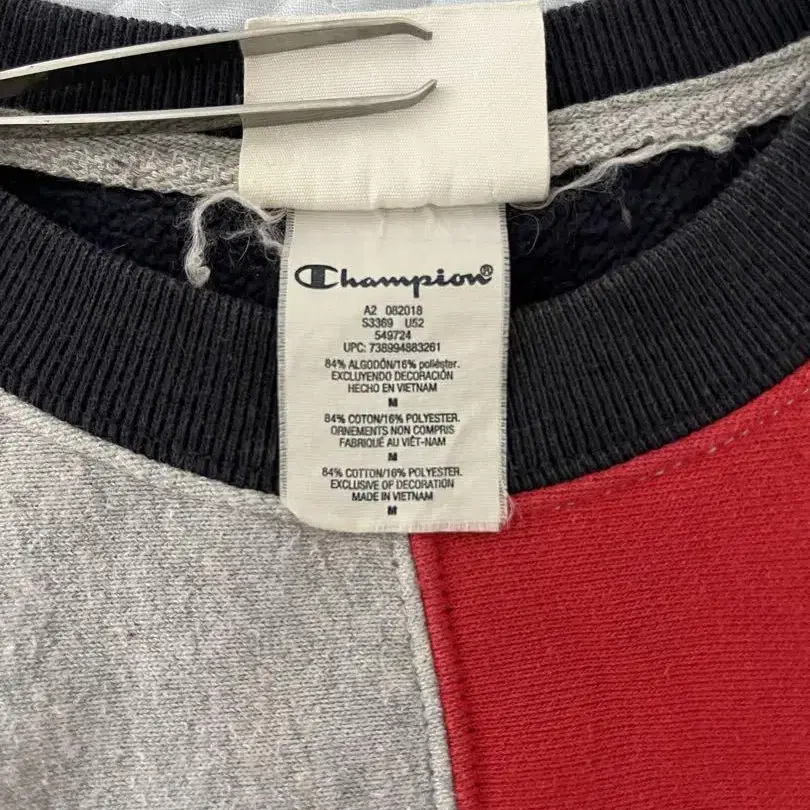 Champion®
A2 082018
S3369 U52
549724
UPC: 738994883261
84% ALGODÓN/16% poliéster.
EXCLUYENDO DECORACIÓN
HECHO EN VIETNAM
M
84% COTON/16% POLYESTER.
ORNEMENTS NON COMPRIS
FABRIQUÉ AU VIÊT-NAM
M
84% COTTON/16% POLYESTER.
EXCLUSIVE OF DECORATION
MADE IN VIETNAM
M